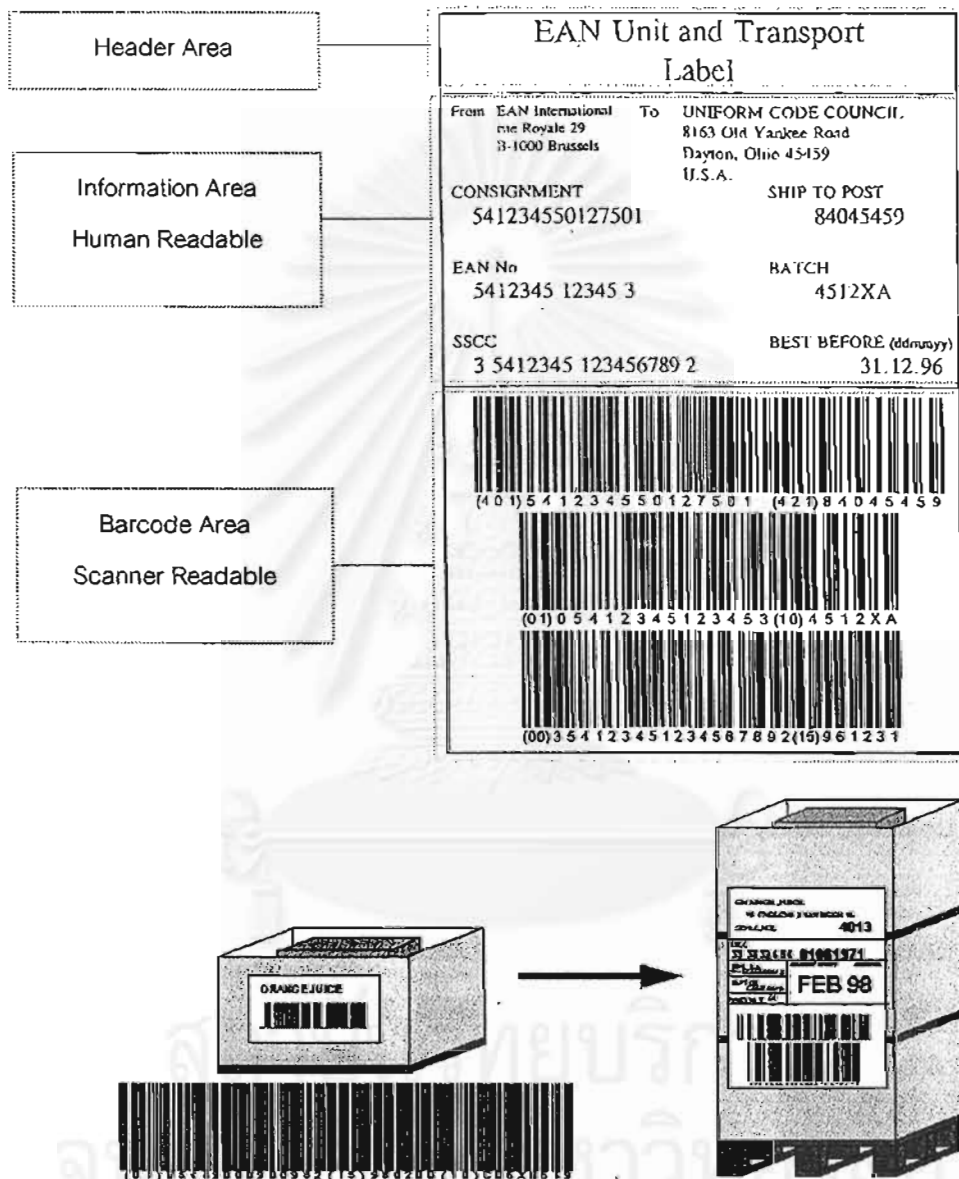 Header Area
EAN Unit and Transport
Label
From EAN International To UNIFORM CODE COUNCIL
rue Royale 29 8163 Old Yankee Road
B-1000 Brussels Dayton, Ohio 45459
U.S.A.
Information Area
Human Readable
CONSIGNMENT SHIP TO POST
541234550127501 84045459
EAN No BATCH
5412345 12345 3 4512XA
SSCC BEST BEFORE (ddmmyy)
3 5412345 123456789 2 31.12.96
Barcode Area
Scanner Readable
(401)541234550127501 (421)84045459
(01)05412345123453(10)4512XA
(00)354123451234567892(15)961231
ORANGE JUICE
ORANGE JUICE
4013
FEB 98